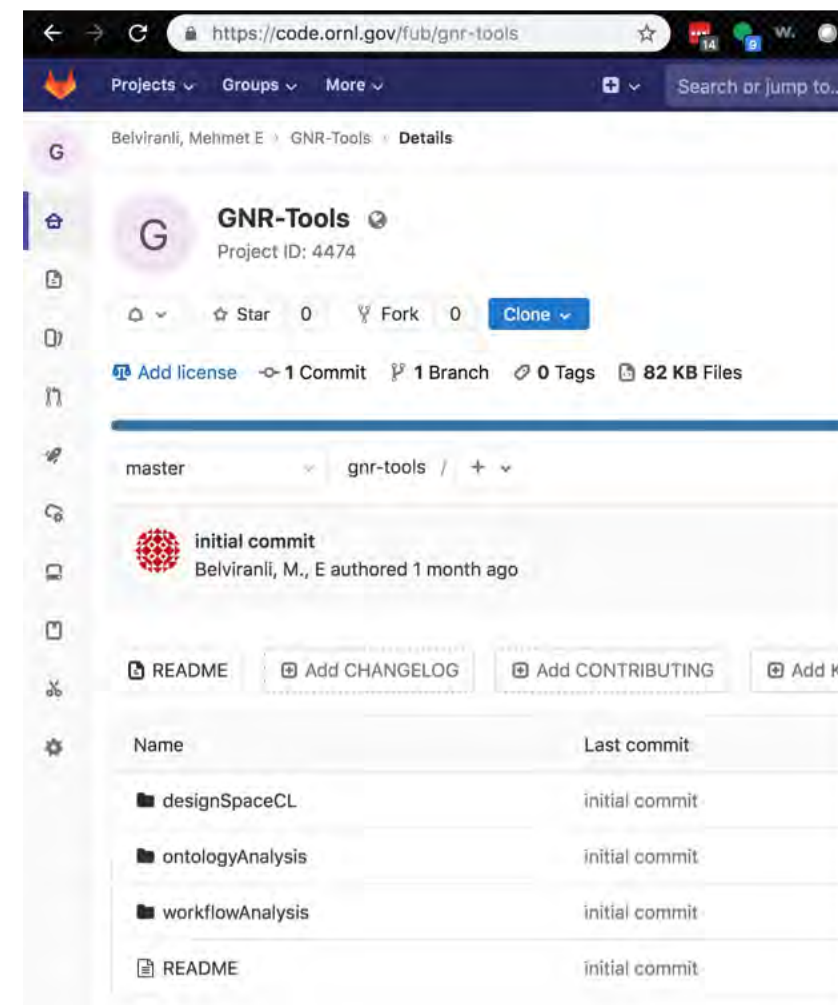 https://code.ornl.gov/fub/gnr-tools
14
9
W.
Projects Groups More
Search or jump to..
G
Belviranli, Mehmet E › GNR-Tools › Details
G
GNR-Tools
Project ID: 4474
Star 0 Fork 0 Clone
Add license 1 Commit 1 Branch 0 Tags 82 KB Files
master gnr-tools / +
initial commit
Belviranli, M., E authored 1 month ago
README Add CHANGELOG Add CONTRIBUTING Add K
Name Last commit
designSpaceCL initial commit
ontologyAnalysis initial commit
workflowAnalysis initial commit
README initial commit